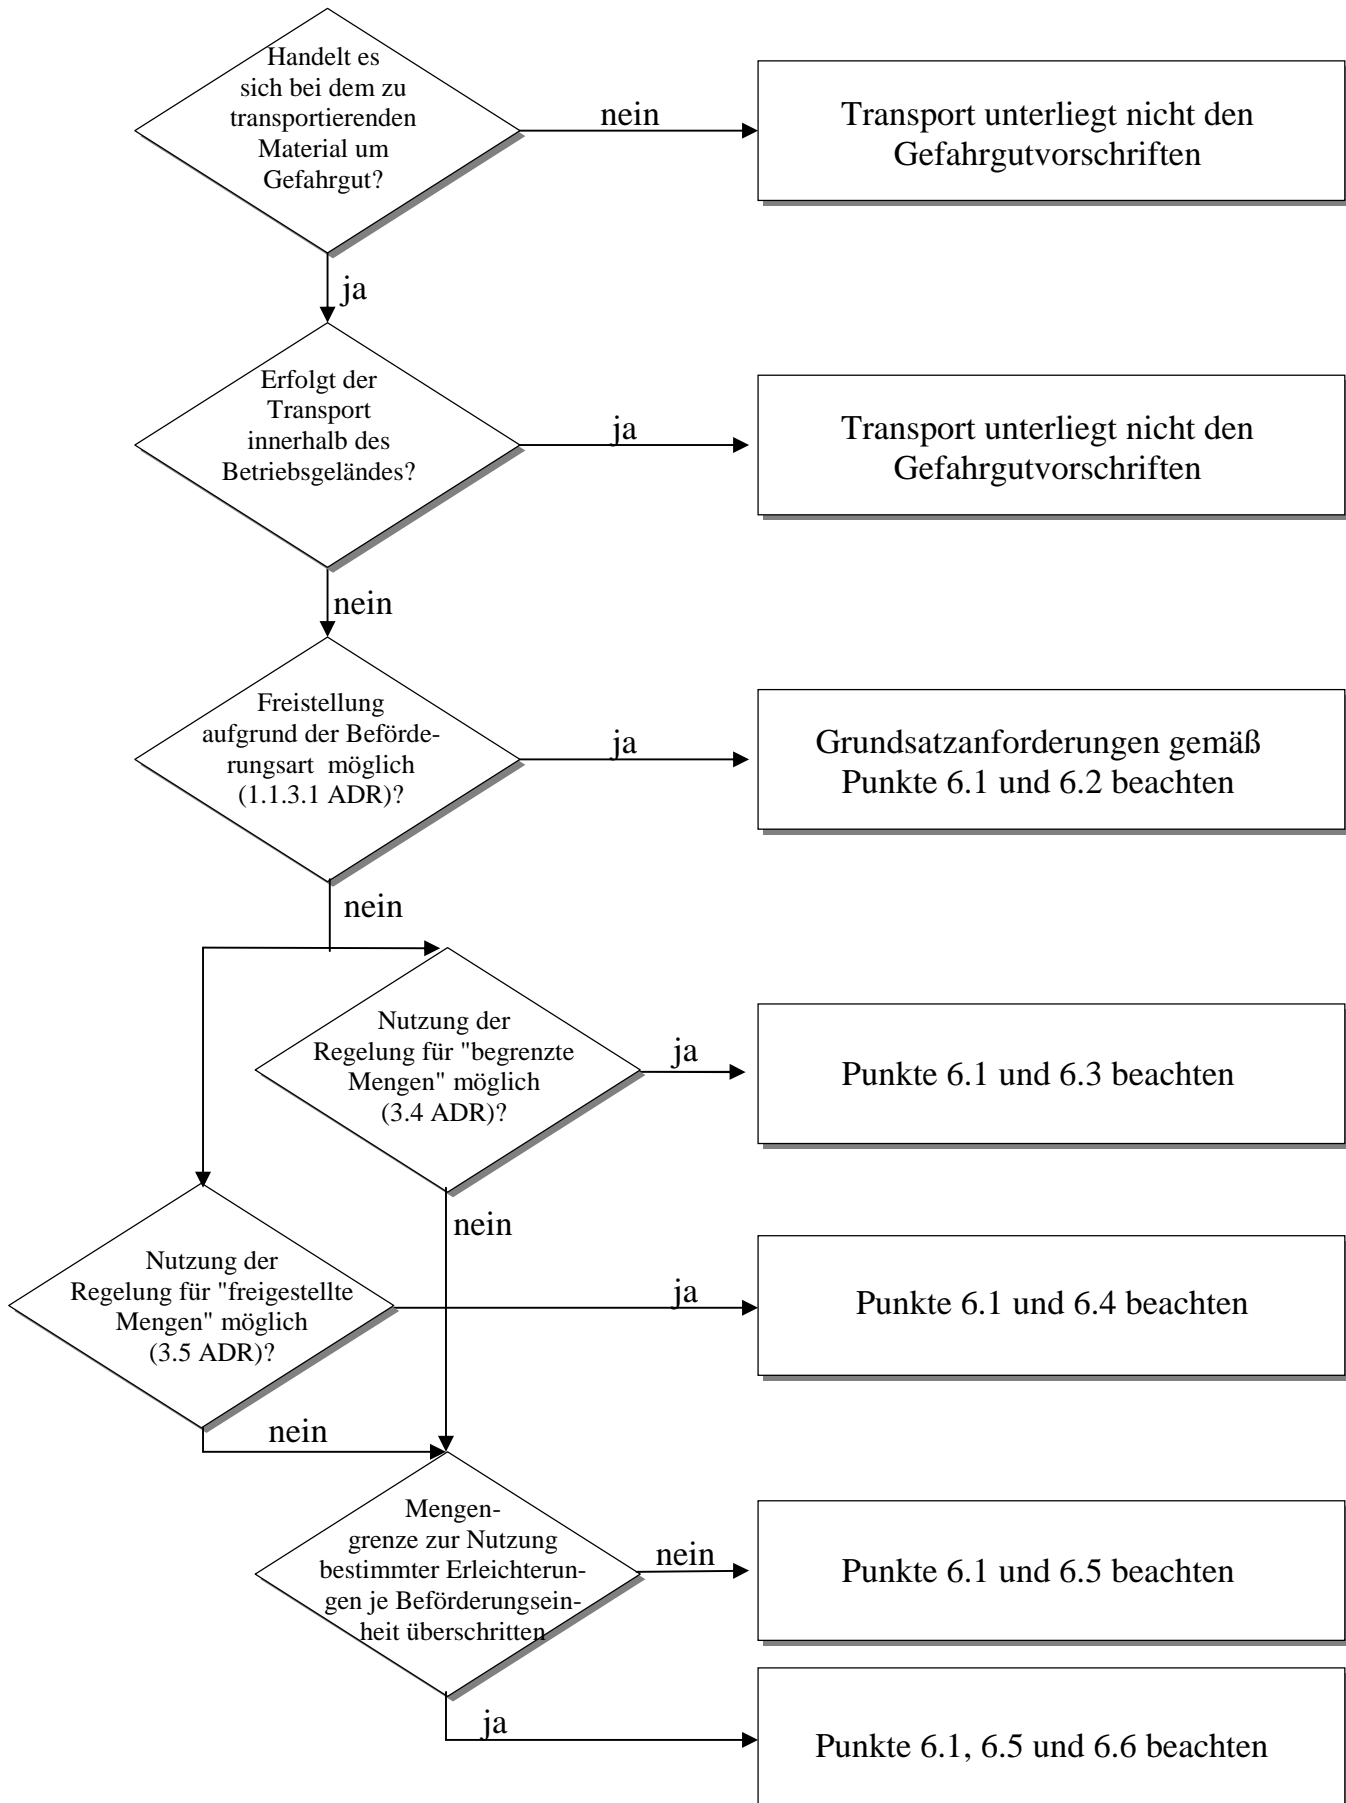 Handelt es
sich bei dem zu
transportierenden
Material um
Gefahrgut?
nein
Transport unterliegt nicht den
Gefahrgutvorschriften
ja
Erfolgt der
Transport
innerhalb des
Betriebsgeländes?
ja
Transport unterliegt nicht den
Gefahrgutvorschriften
nein
Freistellung
aufgrund der Beförde-
rungsart möglich
(1.1.3.1 ADR)?
ja
Grundsatzanforderungen gemäß
Punkte 6.1 und 6.2 beachten
nein
Nutzung der
Regelung für "begrenzte
Mengen" möglich
(3.4 ADR)?
ja
Punkte 6.1 und 6.3 beachten
nein
Nutzung der
Regelung für "freigestellte
Mengen" möglich
(3.5 ADR)?
ja
Punkte 6.1 und 6.4 beachten
nein
Mengen-
grenze zur Nutzung
bestimmter Erleichterun-
gen je Beförderungsein-
heit überschritten
nein
Punkte 6.1 und 6.5 beachten
ja
Punkte 6.1, 6.5 und 6.6 beachten